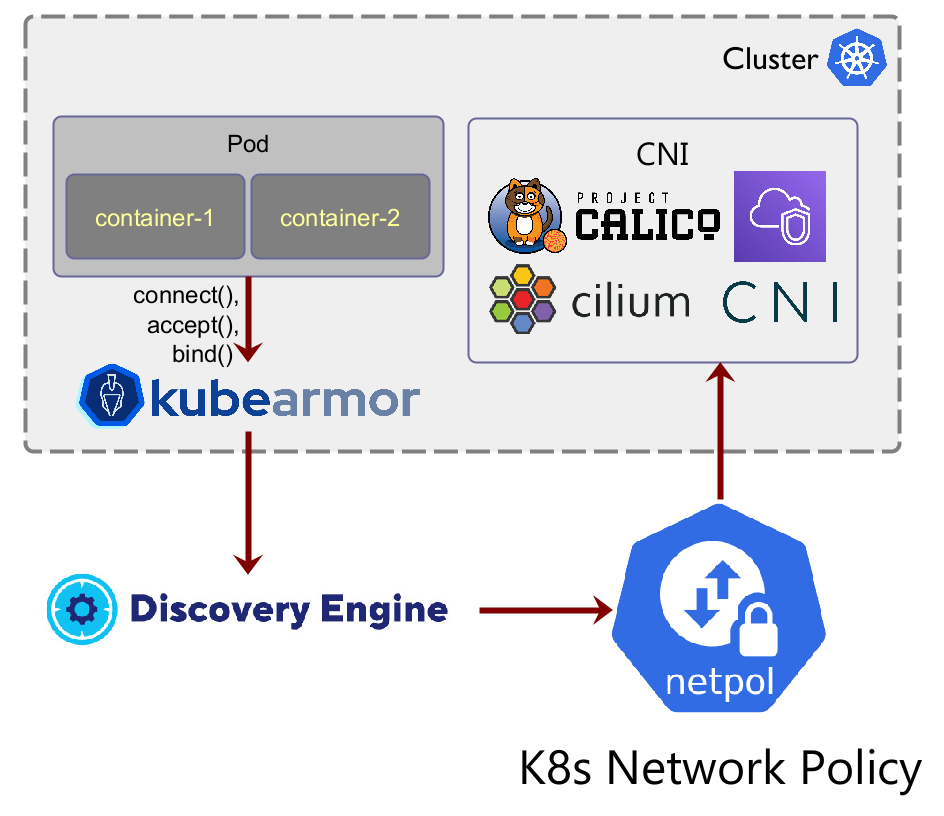 Cluster
Pod
container-1
container-2
connect(),
accept(),
bind()
kubearmor
CNI
PROJECT
CALICO
cilium
CNI
Discovery Engine
netpol
K8s Network Policy